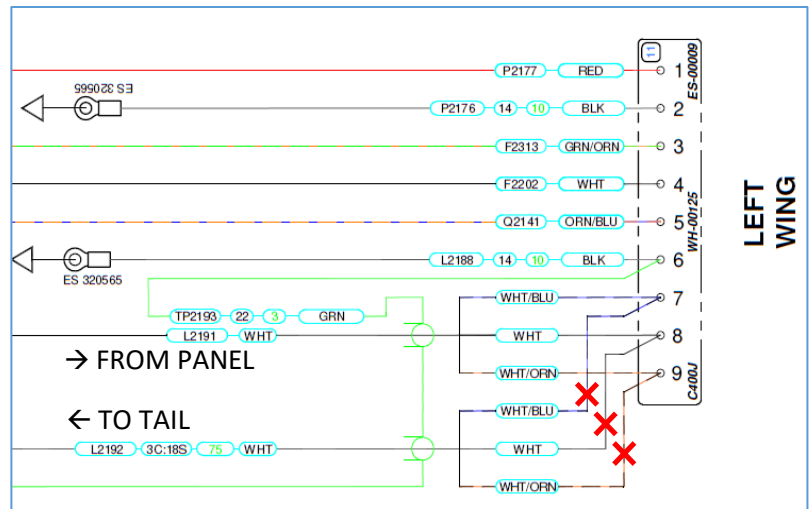 11
ES-00009
P2177 RED 1
ES 320565
P2176 14 10 BLK 2
F2313 GRN/ORN 3
F2202 WHT 4
Q2141 ORN/BLU 5
WH-00125
LEFT
WING
L2188 14 10 BLK 6
ES 320565
WHT/BLU 7
TP2193 22 3 GRN
L2191 WHT
WHT 8
→ FROM PANEL
WHT/ORN 9
C400J
WHT/BLU
← TO TAIL
L2192 3C:18S 75 WHT
WHT
WHT/ORN